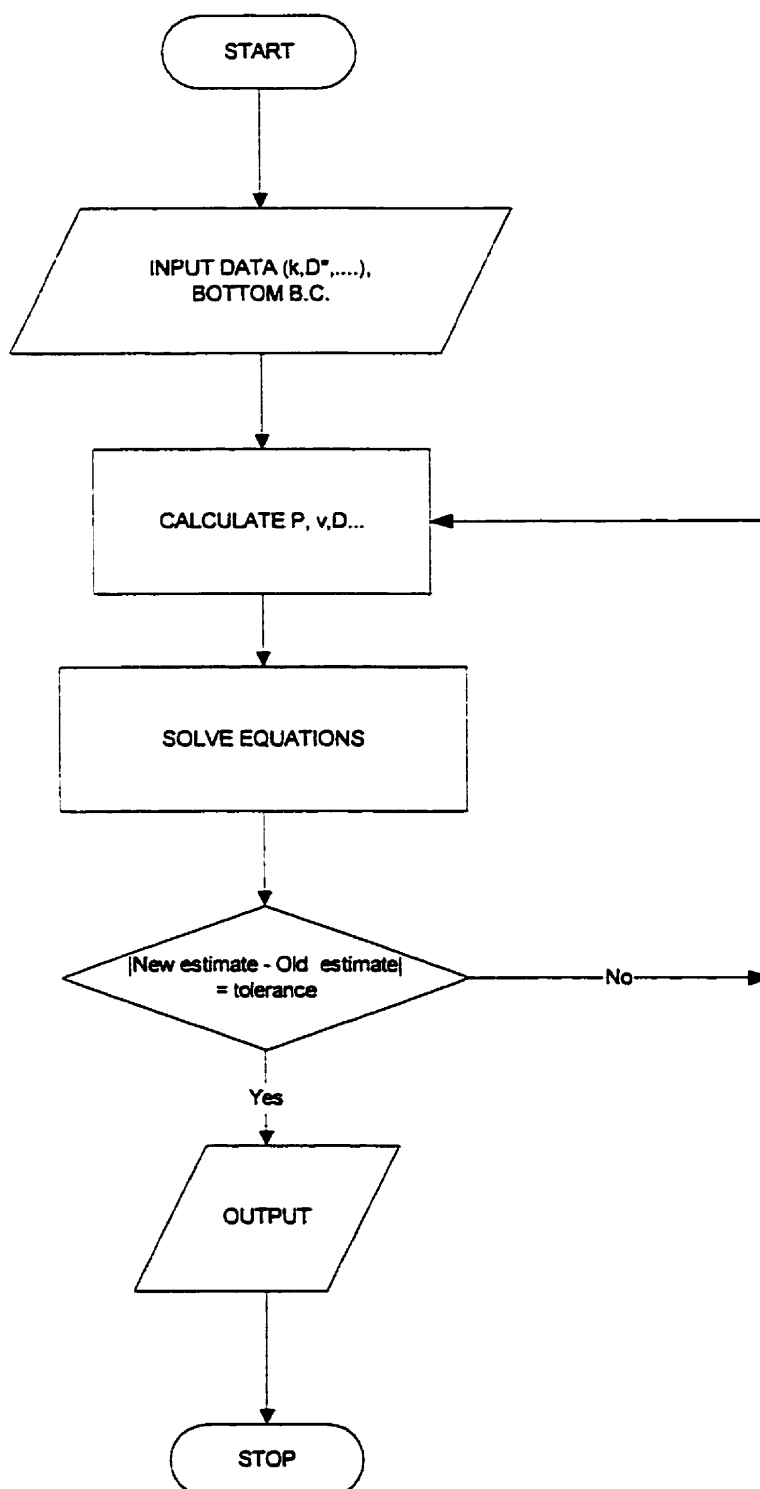 START
INPUT DATA (k,D*,....),
BOTTOM B.C.
CALCULATE P, v,D...
SOLVE EQUATIONS
|New estimate - Old estimate|
= tolerance
No
Yes
OUTPUT
STOP